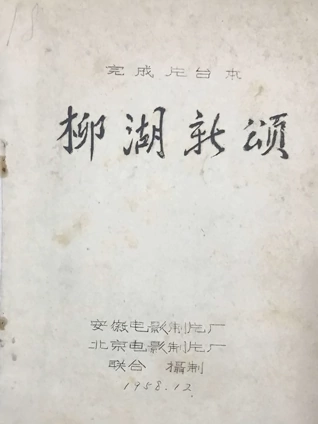 18
完成片台本
柳湖新颂
安徽电影制片厂
北京电影制片厂
联合 摄制
1958.12